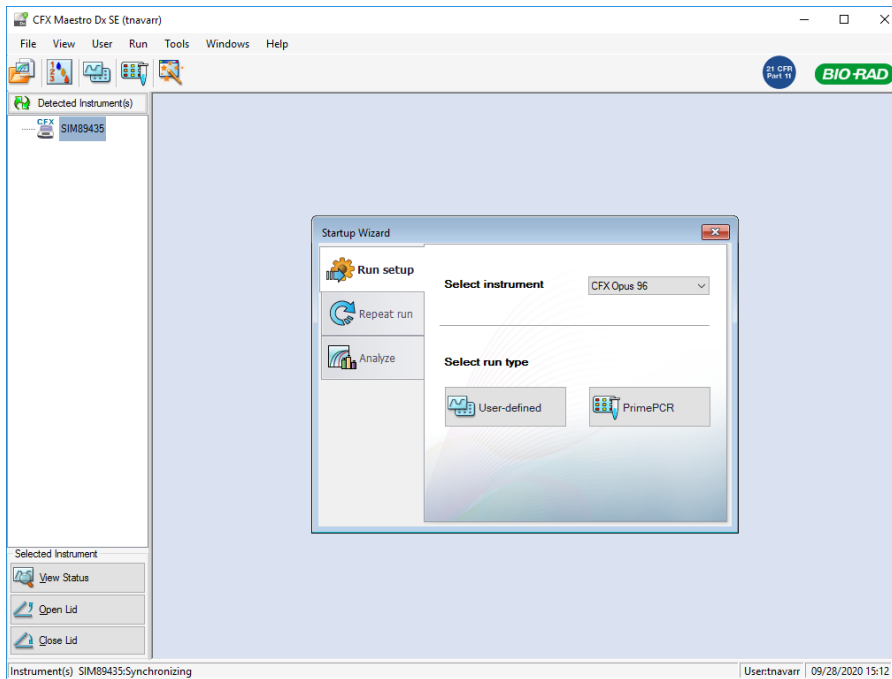 CFX Maestro Dx SE (tnavarr)
File View User Run Tools Windows Help
21 CFR
Part 11
BIO-RAD
Detected Instrument(s)
CFX
SIM89435
Startup Wizard
Run setup
Repeat run
Analyze
Select instrument
CFX Opus 96
Select run type
User-defined
PrimePCR
Selected Instrument
View Status
Open Lid
Close Lid
Instrument(s) SIM89435:Synchronizing
User:tnavarr 09/28/2020 15:12